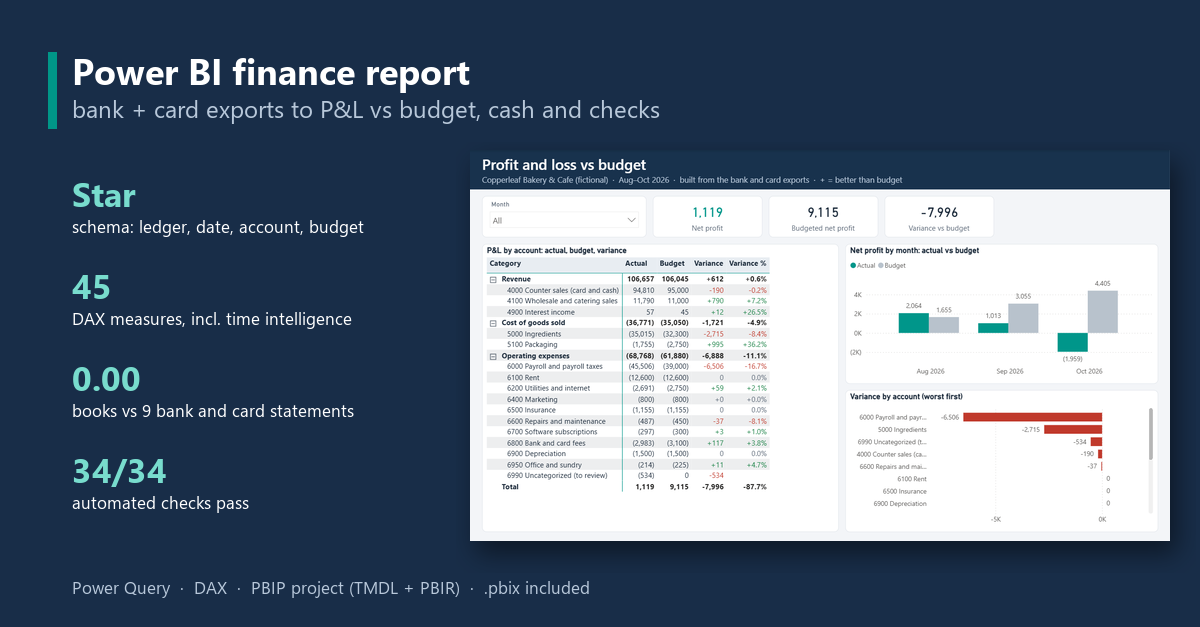 Power BI finance report
bank + card exports to P&L vs budget, cash and checks
Star
schema: ledger, date, account, budget
45
DAX measures, incl. time intelligence
0.00
books vs 9 bank and card statements
34/34
automated checks pass
Profit and loss vs budget
Copperleaf Bakery & Cafe (fictional) · Aug–Oct 2026 · built from the bank and card exports · + = better than budget
Month
All
1,119
Net profit
9,115
Budgeted net profit
-7,996
Variance vs budget
P&L by account: actual, budget, variance
Category Actual Budget Variance Variance %
Revenue 106,657 106,045 +612 +0.6%
4000 Counter sales (card and cash) 94,810 95,000 -190 -0.2%
4100 Wholesale and catering sales 11,790 11,000 +790 +7.2%
4900 Interest income 57 45 +12 +26.5%
Cost of goods sold (36,771) (35,050) -1,721 -4.9%
5000 Ingredients (35,015) (32,300) -2,715 -8.4%
5100 Packaging (1,755) (2,750) +995 +36.2%
Operating expenses (68,768) (61,880) -6,888 -11.1%
6000 Payroll and payroll taxes (45,506) (39,000) -6,506 -16.7%
6100 Rent (12,600) (12,600) 0 0.0%
6200 Utilities and internet (2,691) (2,750) +59 +2.1%
6400 Marketing (800) (800) +0 +0.0%
6500 Insurance (1,155) (1,155) 0 0.0%
6600 Repairs and maintenance (487) (450) -37 -8.1%
6700 Software subscriptions (297) (300) +3 +1.0%
6800 Bank and card fees (2,983) (3,100) +117 +3.8%
6900 Depreciation (1,500) (1,500) 0 0.0%
6950 Office and sundry (214) (225) +11 +4.7%
6990 Uncategorized (to review) (534) 0 -534
Total 1,119 9,115 -7,996 -87.7%
Net profit by month: actual vs budget
Actual Budget
4K
2K
0K
(2K)
2,064
1,655
1,013
3,055
(1,959)
4,405
Aug 2026 Sep 2026 Oct 2026
Variance by account (worst first)
6000 Payroll and payr... -6,506
5000 Ingredients -2,715
6990 Uncategorized (t... -534
4000 Counter sales (ca... -190
6600 Repairs and mai... -37
6100 Rent 0
6500 Insurance 0
6900 Depreciation 0
-5K 0K
Power Query · DAX · PBIP project (TMDL + PBIR) · .pbix included